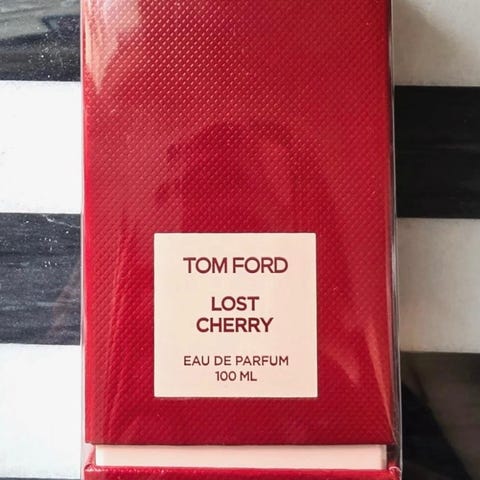 TOM FORD
LOST
CHERRY
EAU DE PARFUM
100 ML